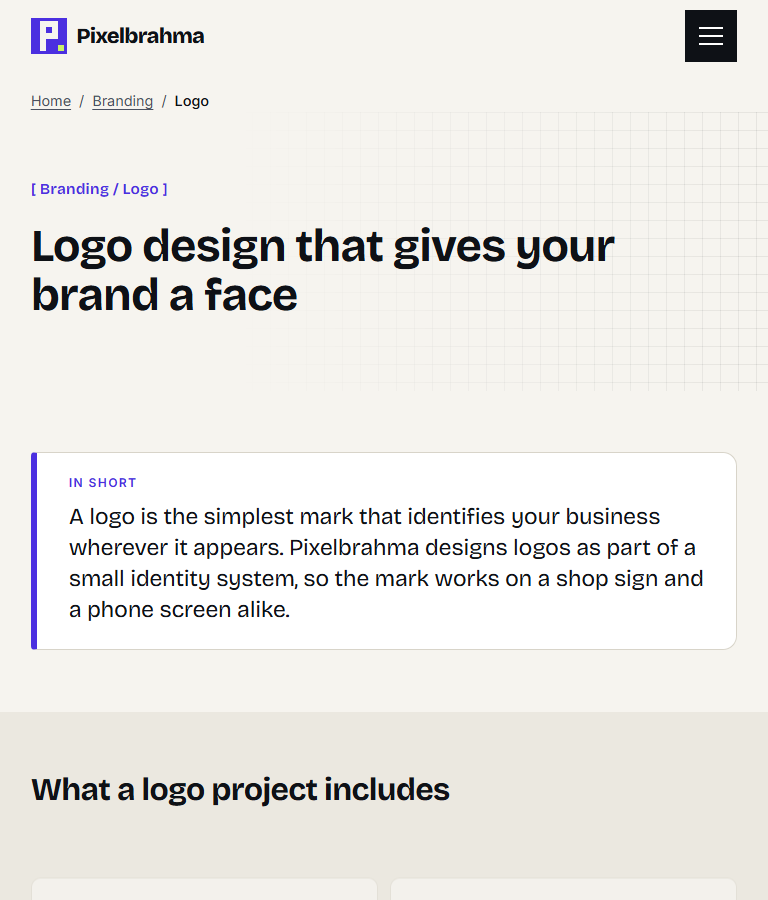 Pixelbrahma
Home / Branding / Logo
[ Branding / Logo ]
Logo design that gives your
brand a face
IN SHORT
A logo is the simplest mark that identifies your business
wherever it appears. Pixelbrahma designs logos as part of a
small identity system, so the mark works on a shop sign and
a phone screen alike.
What a logo project includes